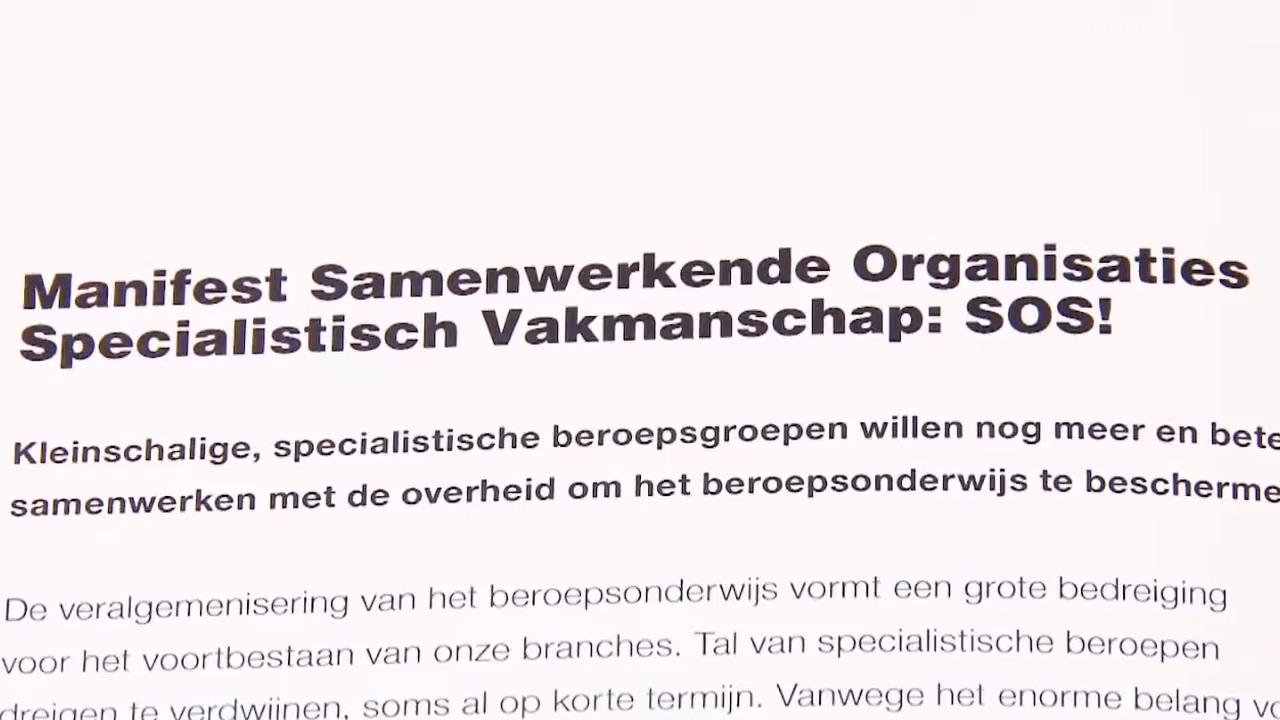 Manifest Samenwerkende Organisaties
Specialistisch Vakmanschap: SOS!
Kleinschalige, specialistische beroepsgroepen willen nog meer en
samenwerken met de overheid om het beroepsonderwijs te
De veralgemenisering van het beroepsonderwijs vormt een grote bedreiging
voor het voortbestaan van onze branches. Tal van specialistische beroepen
dreigen te verdwijnen, soms al op korte termijn. Vanwege het enorme belang